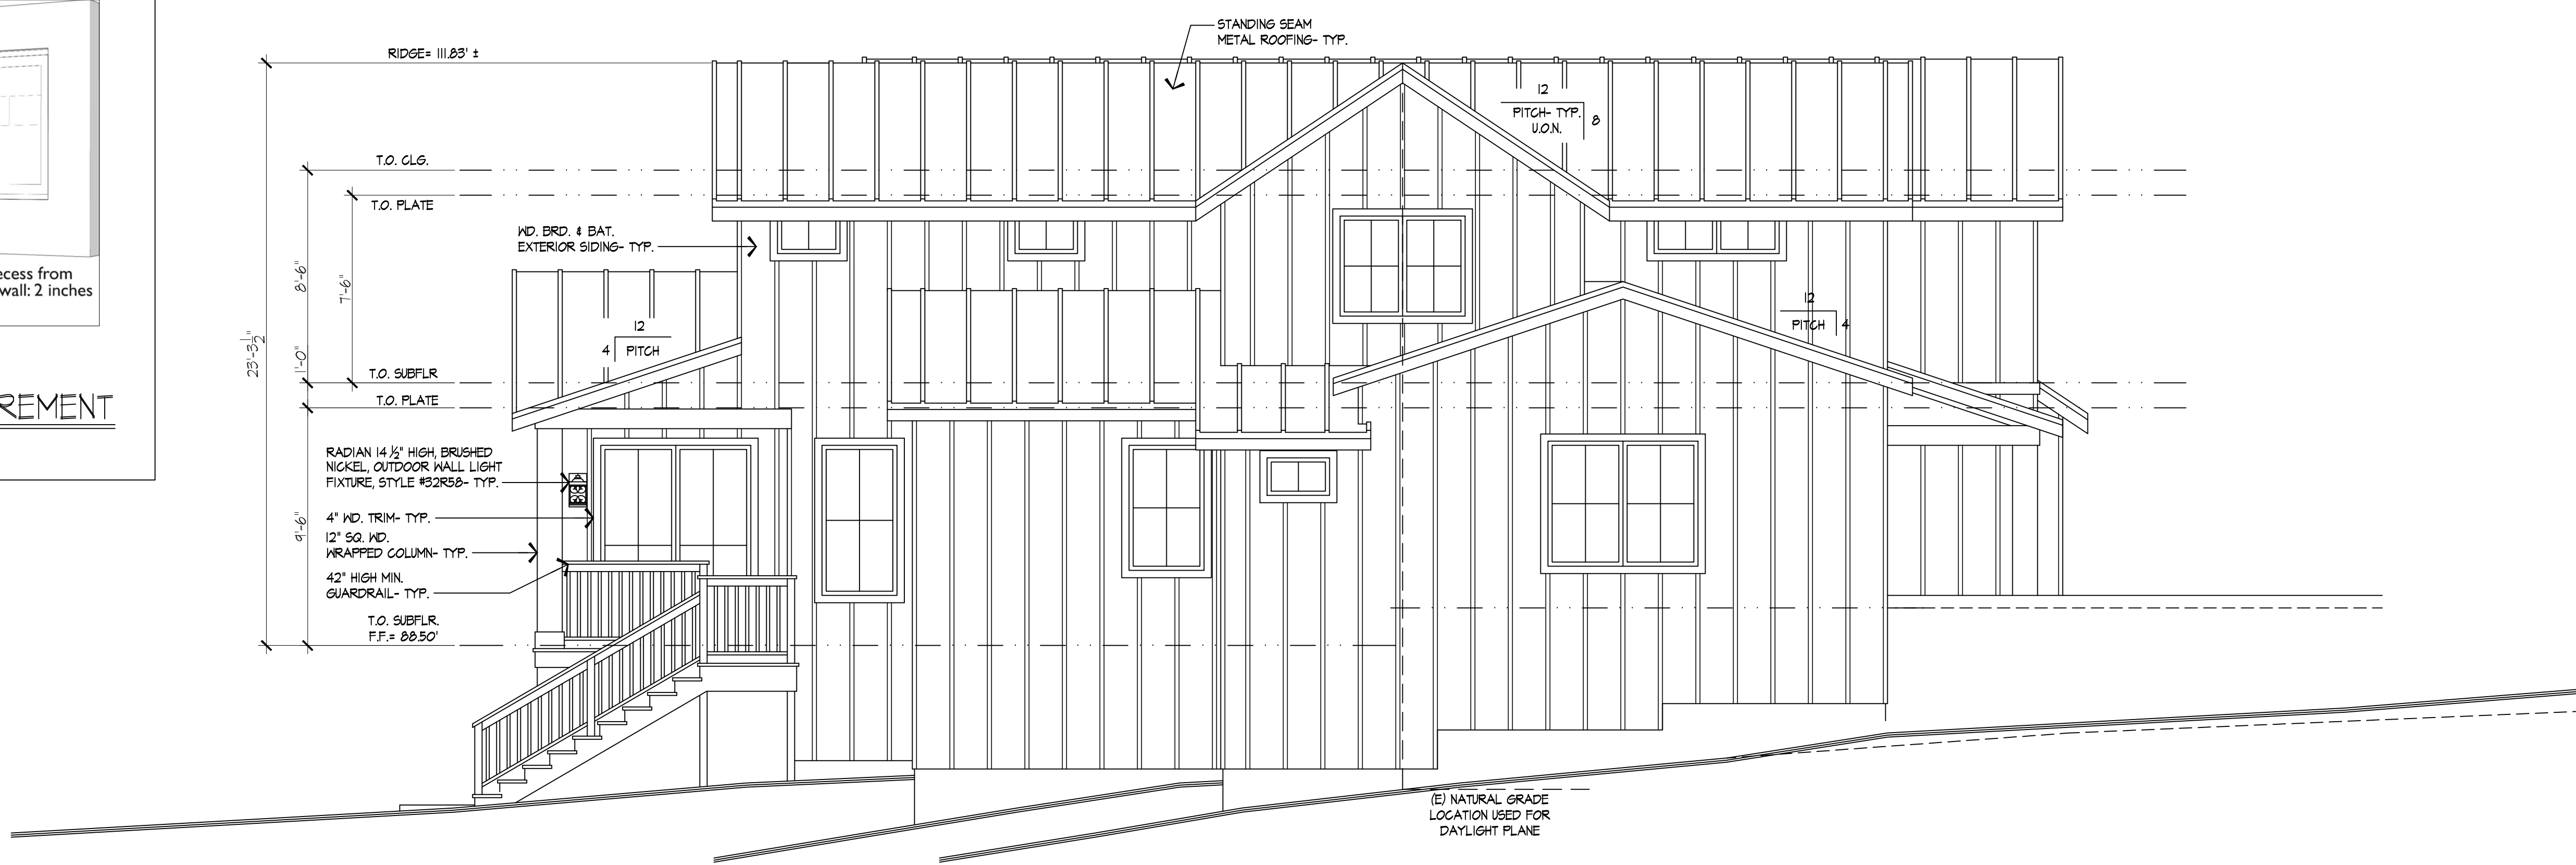 ecess from
wall: 2 inches
REMENT
STANDING SEAM
METAL ROOFING- TYP.
RIDGE= 111.83' ±
12
PITCH- TYP.
U.O.N.
8
T.O. CLG.
T.O. PLATE
WD. BRD. & BAT.
EXTERIOR SIDING- TYP.
8'-6"
7'-6"
23'-3 1/2"
1'-0"
12
4
PITCH
12
PITCH
4
T.O. SUBFLR
T.O. PLATE
RADIAN 14 1/2" HIGH, BRUSHED
NICKEL, OUTDOOR WALL LIGHT
FIXTURE, STYLE #32R58- TYP.
4" WD. TRIM- TYP.
9'-6"
12" SQ. WD.
WRAPPED COLUMN- TYP.
42" HIGH MIN.
GUARDRAIL- TYP.
T.O. SUBFLR.
F.F.= 88.50'
(E) NATURAL GRADE
LOCATION USED FOR
DAYLIGHT PLANE